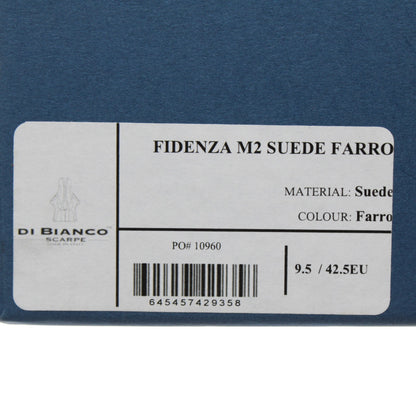 FIDENZA M2 SUEDE FARRO
MATERIAL: Suede
COLOUR: Farro
DI BIANCO
SCARPE
PO# 10960
645457429358
9.5 / 42.5EU